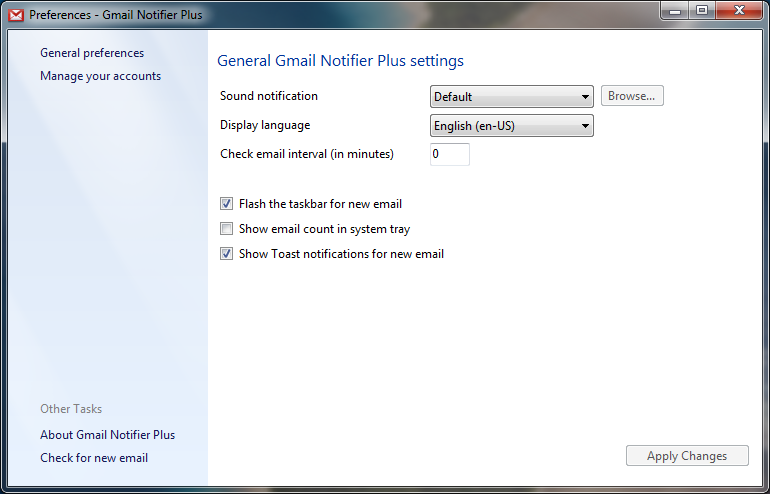 Preferences - Gmail Notifier Plus
General preferences
Manage your accounts
General Gmail Notifier Plus settings
Sound notification Default Browse...
Display language English (en-US)
Check email interval (in minutes) 0
Flash the taskbar for new email
Show email count in system tray
Show Toast notifications for new email
Other Tasks
About Gmail Notifier Plus
Check for new email
Apply Changes